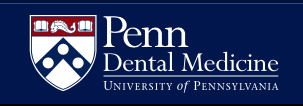 Penn
Dental Medicine
UNIVERSITY of PENNSYLVANIA